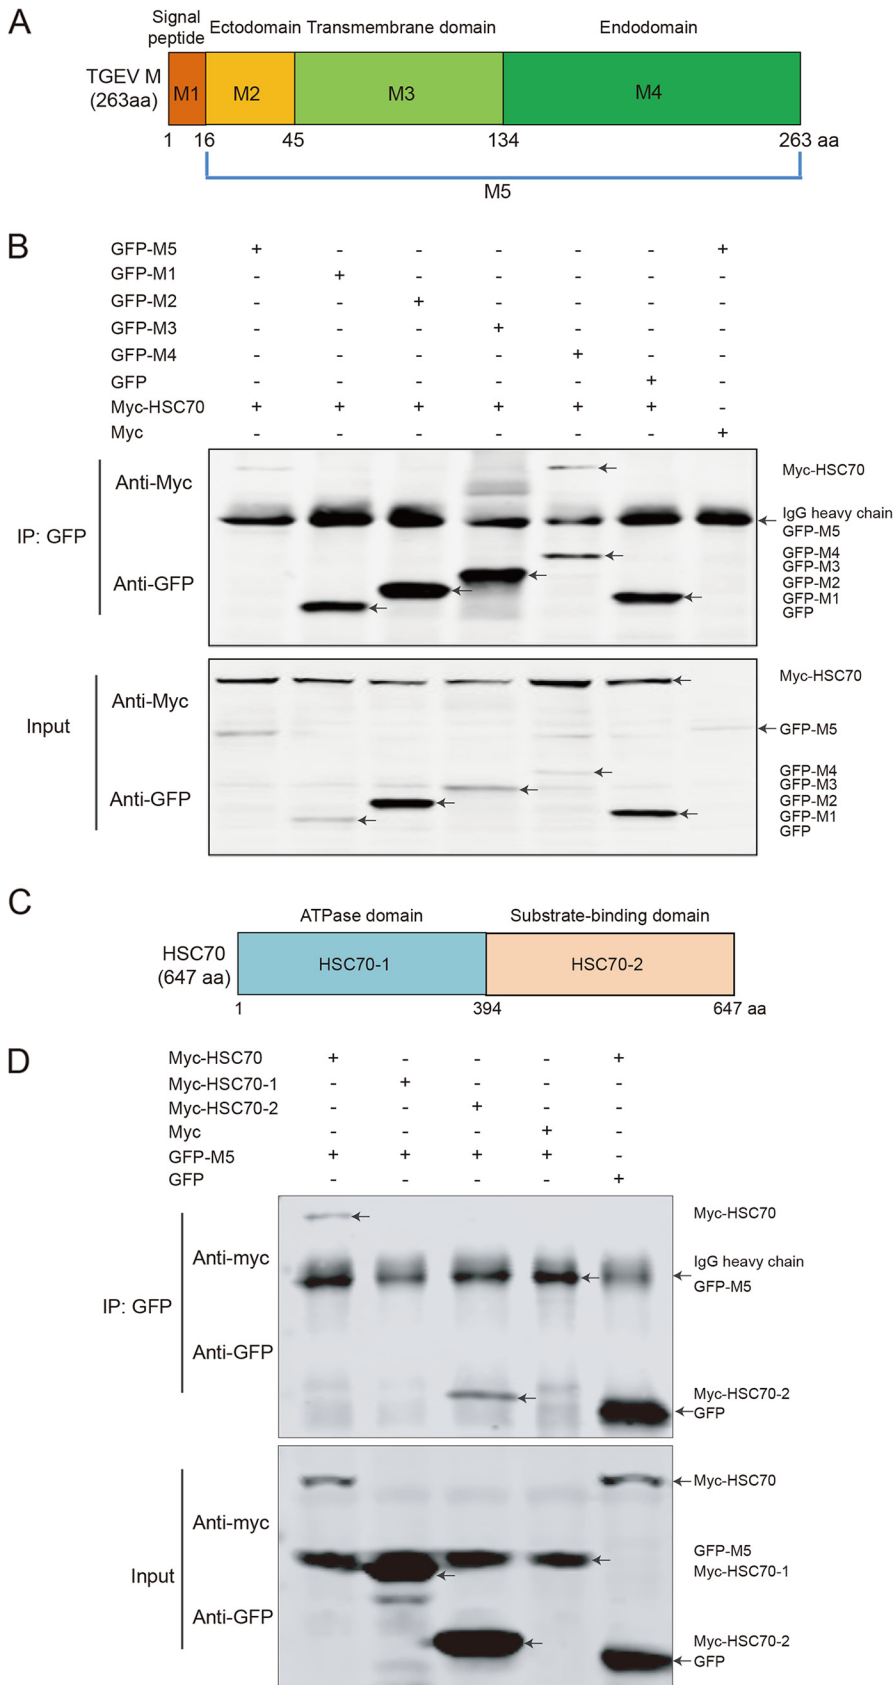 A
Signal
peptide
Ectodomain Transmembrane domain Endodomain
TGEV M
(263aa)
M1 M2 M3 M4
1 16 45 134 263 aa
M5
B
GFP-M5 + - - - - - +
GFP-M1 - + - - - - -
GFP-M2 - - + - - - -
GFP-M3 - - - + - - -
GFP-M4 - - - - + - -
GFP - - - - - + -
Myc-HSC70 + + + + + + -
Myc - - - - - - +
IP: GFP
Anti-Myc
Anti-GFP
Myc-HSC70
IgG heavy chain
GFP-M5
GFP-M4
GFP-M3
GFP-M2
GFP-M1
GFP
Input
Anti-Myc
Anti-GFP
Myc-HSC70
GFP-M5
GFP-M4
GFP-M3
GFP-M2
GFP-M1
GFP
C
ATPase domain Substrate-binding domain
HSC70
(647 aa)
HSC70-1 HSC70-2
1 394 647 aa
D
Myc-HSC70 + - - - +
Myc-HSC70-1 - + - - -
Myc-HSC70-2 - - + - -
Myc - - - + -
GFP-M5 + + + + -
GFP - - - - +
IP: GFP
Anti-myc
Anti-GFP
Myc-HSC70
IgG heavy chain
GFP-M5
Myc-HSC70-2
GFP
Input
Anti-myc
Anti-GFP
Myc-HSC70
GFP-M5
Myc-HSC70-1
Myc-HSC70-2
GFP